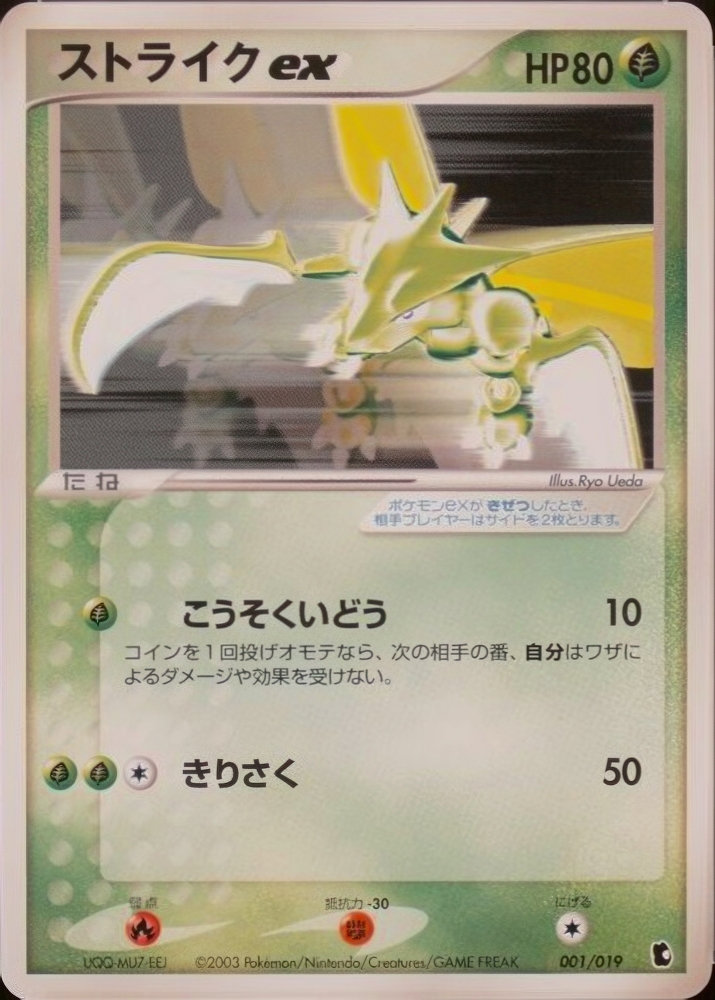 ストライクex HP80
たね Illus.Ryo Ueda
ポケモンexが きぜつしたとき、
相手プレイヤーはサイドを2枚とります。
こうそくいどう 10
コインを1回投げオモテなら、次の相手の番、自分はワザに
よるダメージや効果を受けない。
きりさく 50
弱点 抵抗力 -30 にげる
UQQ-MU7-EEJ ©2003 Pokémon/Nintendo/Creatures/GAME FREAK 001/019